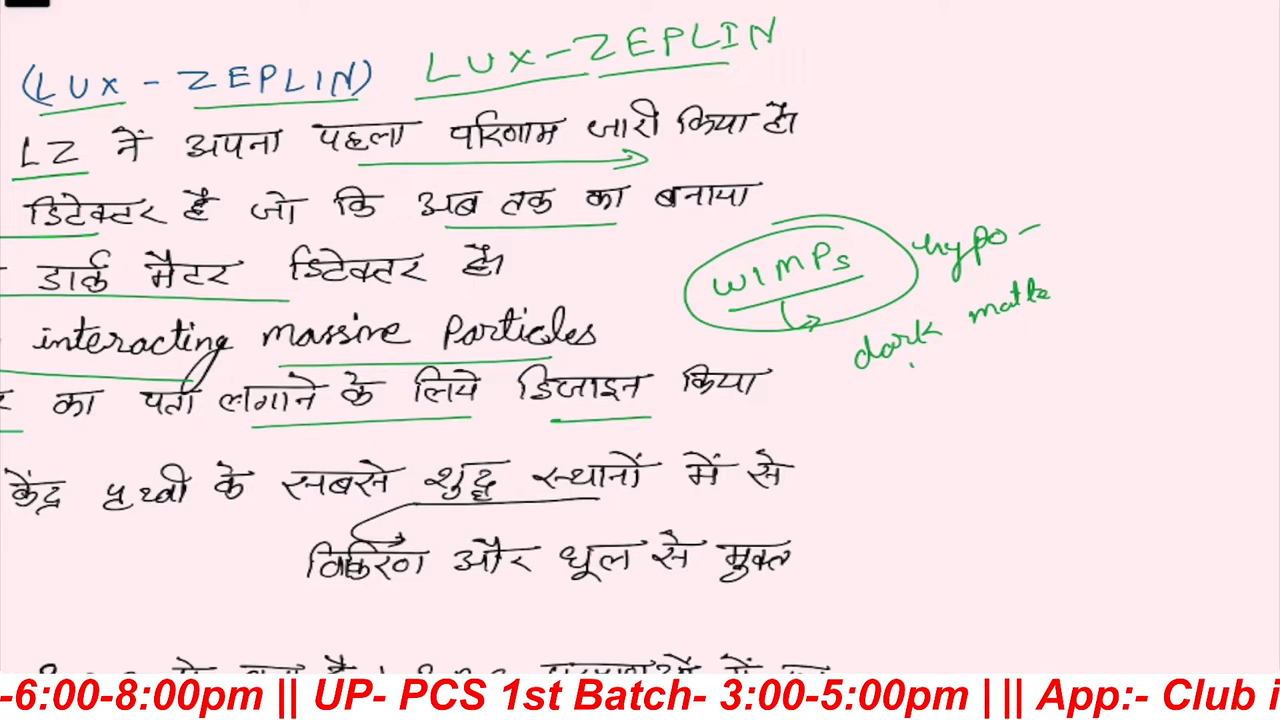 (LUX - ZEPLIN) LUX-ZEPLIN
LZ नें अपना पहला परिणाम जारी किया है।
डिटेक्टर है जो कि अब तक का बनाया
डार्क मैटर डिटेक्टर है।
WIMPs hypo -
dark matte
interacting massive Particles
का पता लगाने के लिये डिजाइन किया
केंद्र पृथ्वी के सबसे शुद्ध स्थानों में से
विकिरण और धूल से मुक्त
-6:00-8:00pm || UP- PCS 1st Batch- 3:00-5:00pm | || App:- Club i